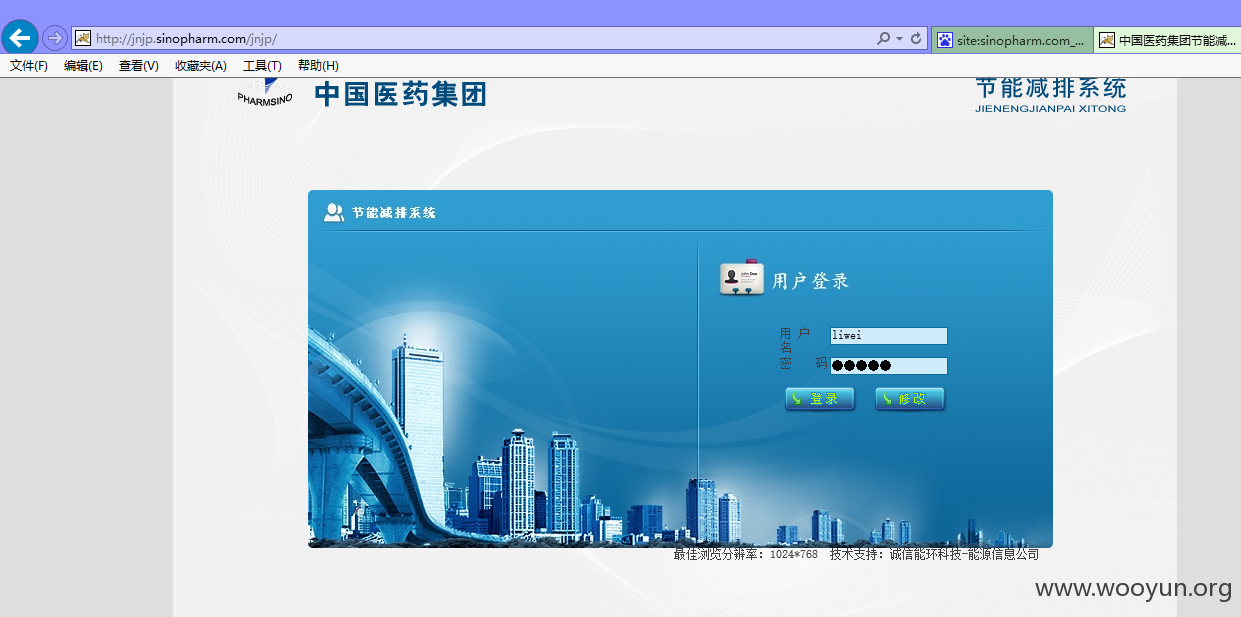 http://jnjp.sinopharm.com/jnjp/
site:sinopharm.com_...
中国医药集团节能减...
文件(F) 编辑(E) 查看(V) 收藏夹(A) 工具(T) 帮助(H)
PHARMSINO
中国医药集团
节能减排系统
JIENENGJIANPAI XITONG
节能减排系统
用户登录
用 户
名
liwei
密 码
●●●●●
登录 修改
最佳浏览分辨率：1024*768 技术支持：诚信能环科技-能源信息公司
www.wooyun.org